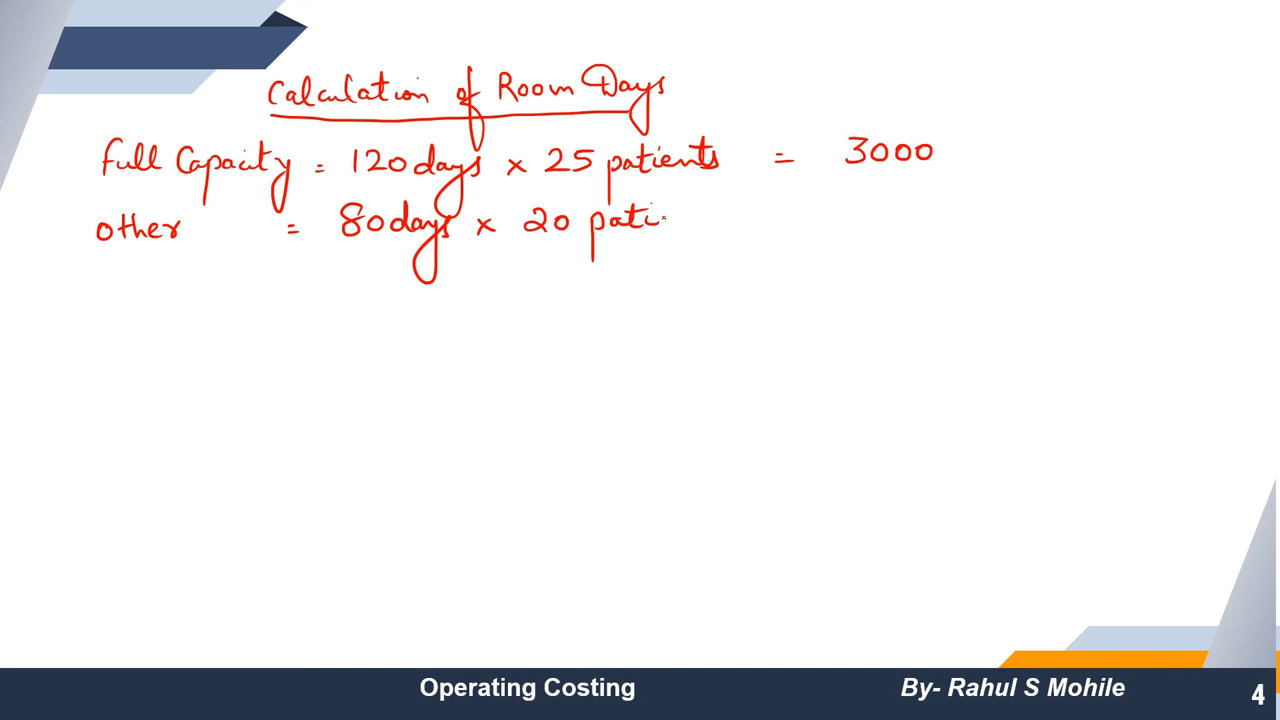 Calculation of Room Days
Full Capacity = 120 days × 25 patients = 3000
other = 80 days × 20 pati
Operating Costing
By- Rahul S Mohile
4